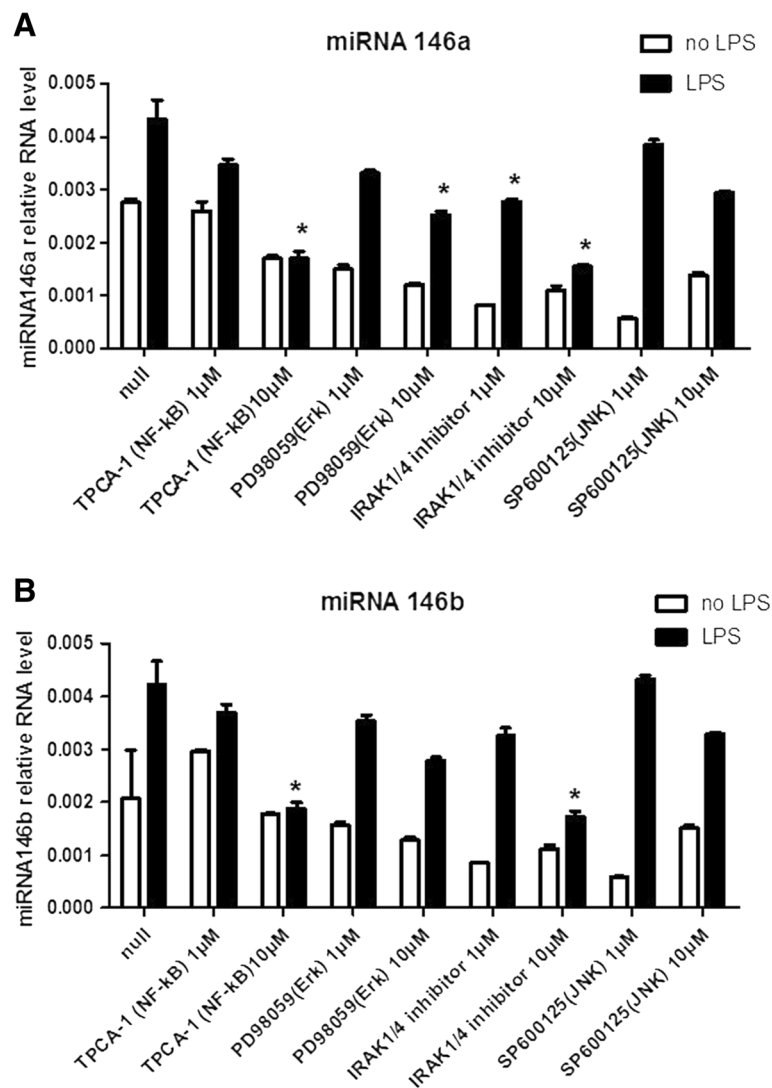 A
miRNA 146a
no LPS
LPS
miRNA146a relative RNA level
0.005
0.004
0.003
0.002
0.001
0.000
*
*
*
*
null
TPCA-1 (NF-kB) 1μM
TPCA-1 (NF-kB)10μM
PD98059(Erk) 1μM
PD98059(Erk) 10μM
IRAK1/4 inhibitor 1μM
IRAK1/4 inhibitor 10μM
SP600125(JNK) 1μM
SP600125(JNK) 10μM
B
miRNA 146b
no LPS
LPS
miRNA146b relative RNA level
0.005
0.004
0.003
0.002
0.001
0.000
*
*
null
TPCA-1 (NF-kB) 1μM
TPCA-1 (NF-kB)10μM
PD98059(Erk) 1μM
PD98059(Erk) 10μM
IRAK1/4 inhibitor 1μM
IRAK1/4 inhibitor 10μM
SP600125(JNK) 1μM
SP600125(JNK) 10μM